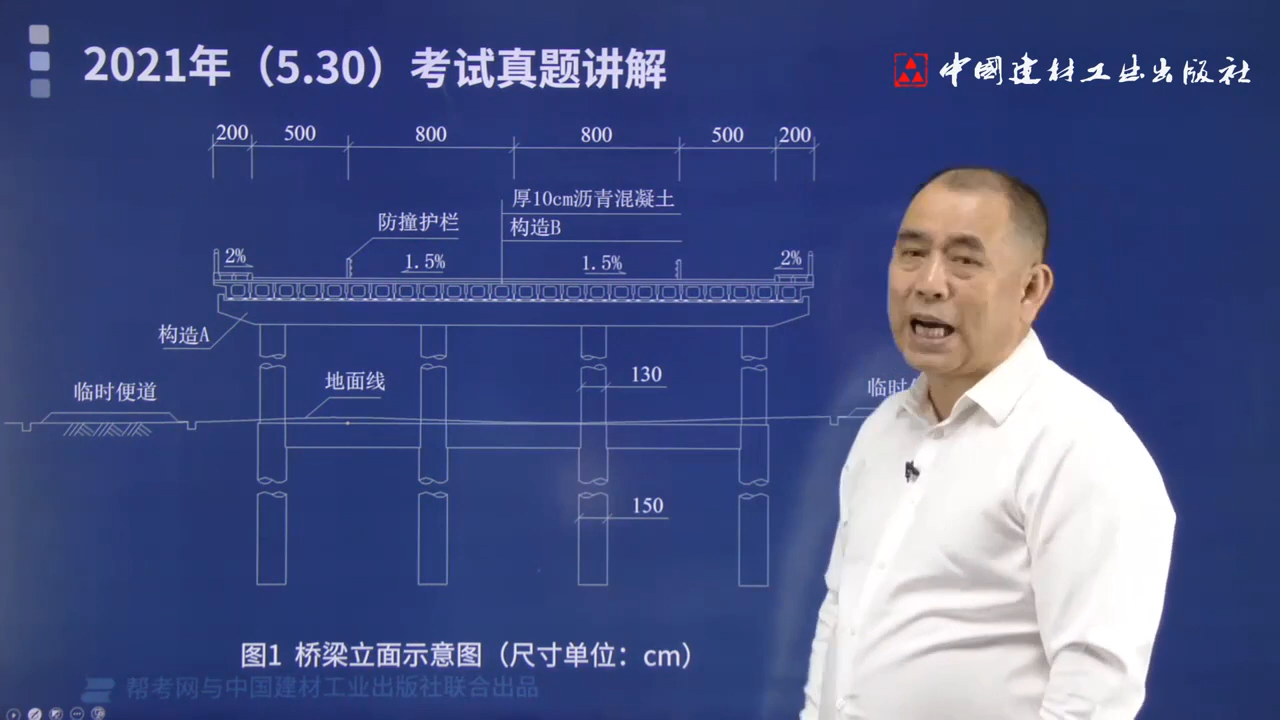 2021年（5.30）考试真题讲解
中国建材工业出版社
200 500 800 800 500 200
厚10cm沥青混凝土
防撞护栏
构造B
2% 1.5% 1.5% 2%
构造A
130
临时便道
地面线
临时
150
图1 桥梁立面示意图（尺寸单位：cm）
帮考网与中国建材工业出版社联合出品